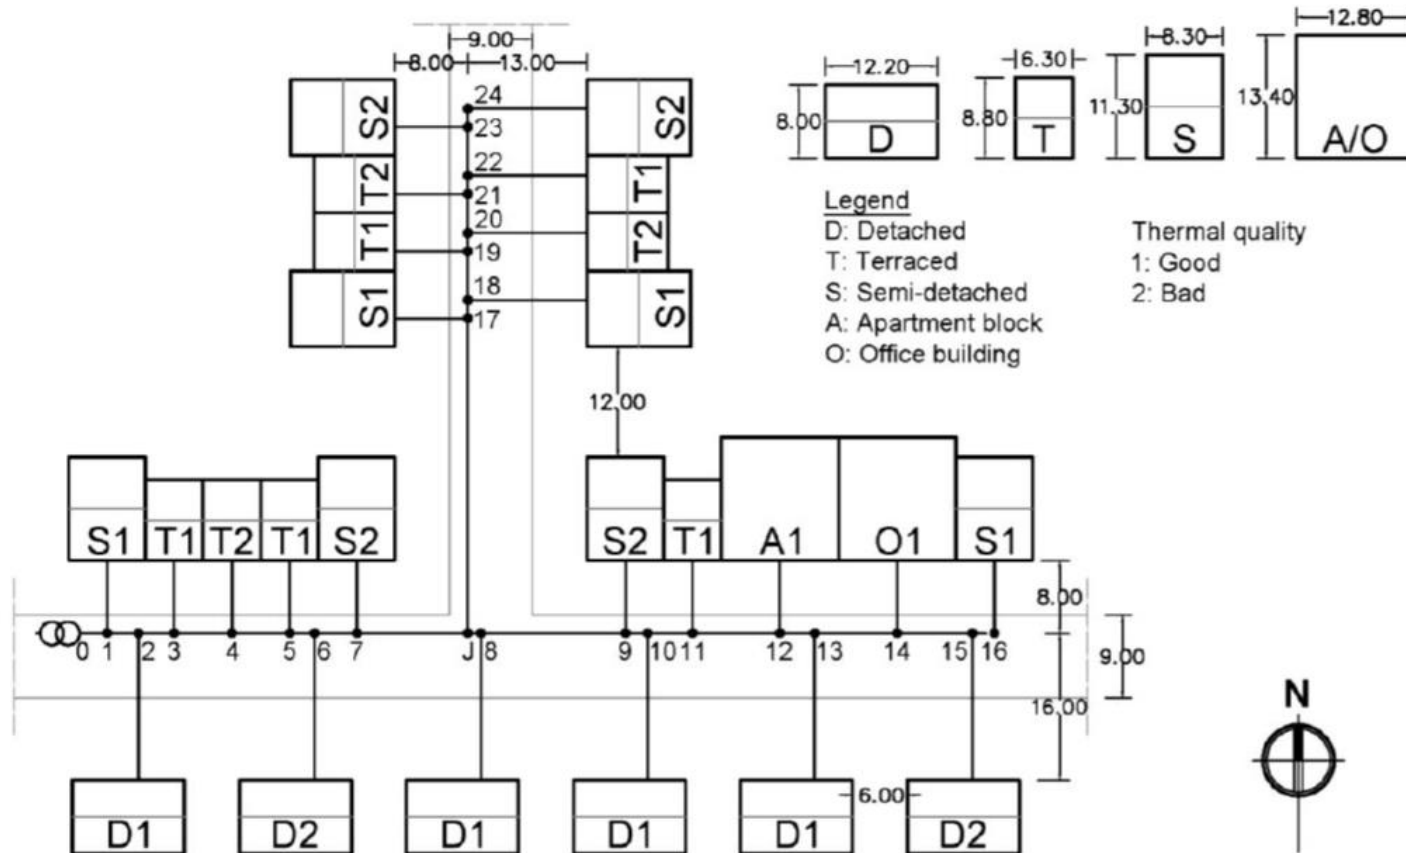 9.00
8.00 13.00
12.80
8.30
6.30
12.20
S2 24 S2
23
8.00 D
8.80 T
11.30 S
13.40 A/O
T2 22 T1
21
T1 20 T2
19
S1 18 S1
17
Legend
D: Detached
T: Terraced
S: Semi-detached
A: Apartment block
O: Office building
Thermal quality
1: Good
2: Bad
12.00
S1 T1 T2 T1 S2
S2 T1 A1 O1 S1
8.00
0 1 2 3 4 5 6 7 J 8 9 10 11 12 13 14 15 16
9.00
16.00
N
6.00
D1 D2 D1 D1 D1 D2